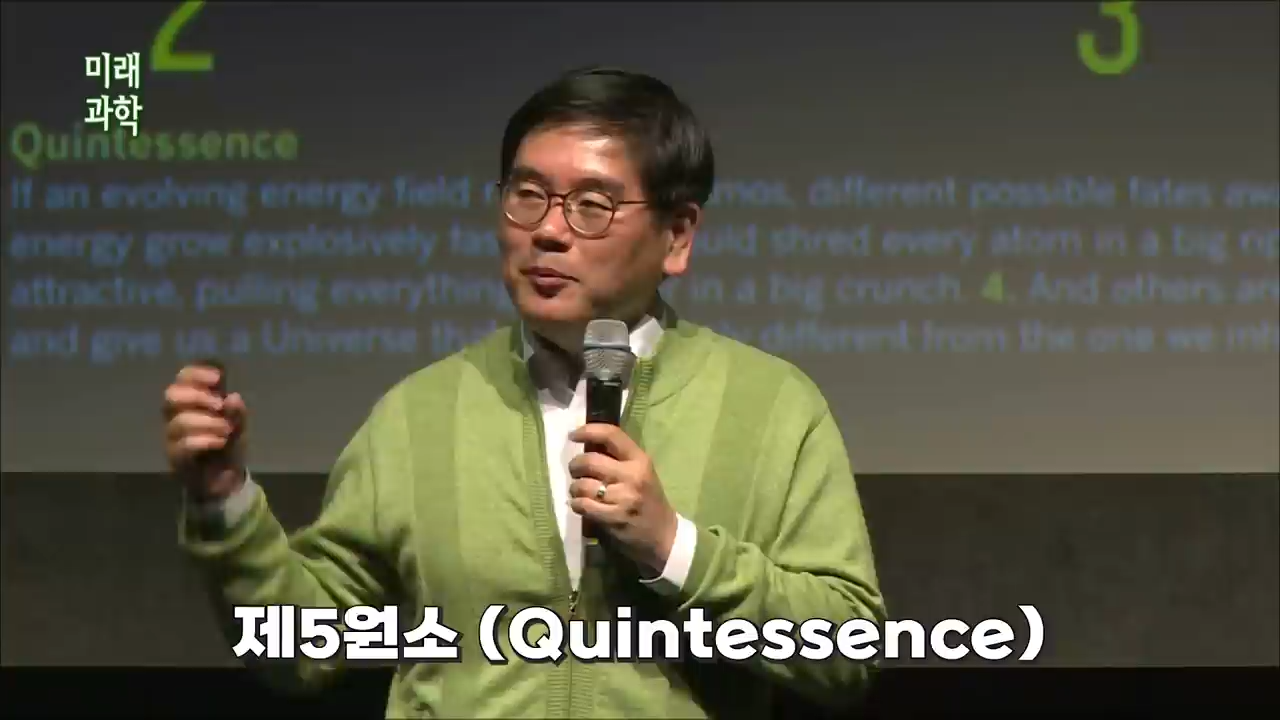 2
3
미래
과학
Quintessence
If an evolving energy field mos, different possible fates
energy grow explosively fas uld shred every atom in a big rip
attractive, pulling everything in a big crunch. 4. And others
and give us a Universe different from the one we
제5원소 (Quintessence)